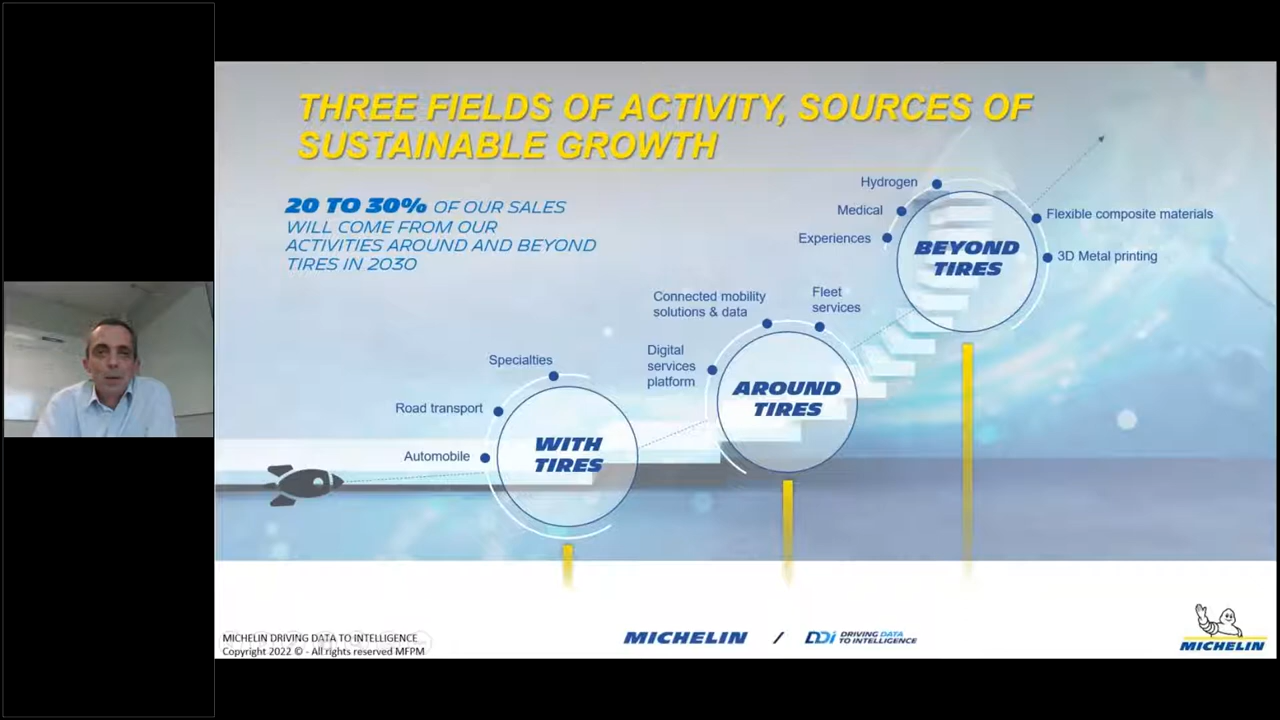 THREE FIELDS OF ACTIVITY, SOURCES OF
SUSTAINABLE GROWTH
20 TO 30% OF OUR SALES
WILL COME FROM OUR
ACTIVITIES AROUND AND BEYOND
TIRES IN 2030
Hydrogen
Medical
Experiences
Flexible composite materials
3D Metal printing
BEYOND
TIRES
Connected mobility
solutions & data
Fleet
services
Digital
services
platform
AROUND
TIRES
Specialties
Road transport
Automobile
WITH
TIRES
MICHELIN DRIVING DATA TO INTELLIGENCE
Copyright 2022 © - All rights reserved MFPM
MICHELIN / DDi DRIVING DATA
TO INTELLIGENCE
MICHELIN